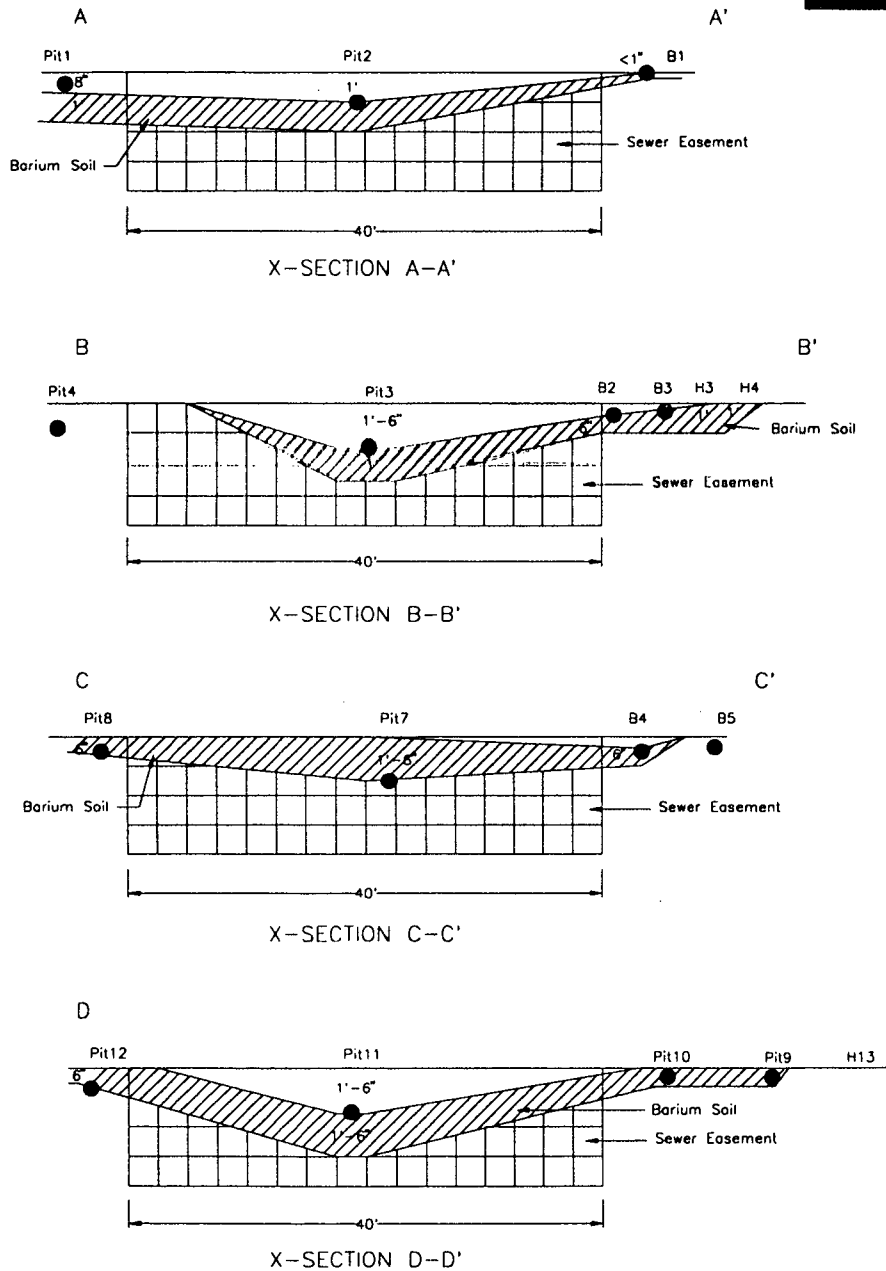 A A'
Pit1 Pit2 <1" B1
8" 1'
1'
Sewer Easement
Barium Soil
40'
X-SECTION A-A'
B B'
Pit4 Pit3 B2 B3 H3 H4
1'-6"
6" 1'
Barium Soil
Sewer Easement
40'
X-SECTION B-B'
C C'
Pit8 Pit7 B4 B5
6" 1'-6" 6"
Barium Soil Sewer Easement
40'
X-SECTION C-C'
D
Pit12 Pit11 Pit10 Pit9 H13
6" 1'-6"
Barium Soil
1'-6"
Sewer Easement
40'
X-SECTION D-D'